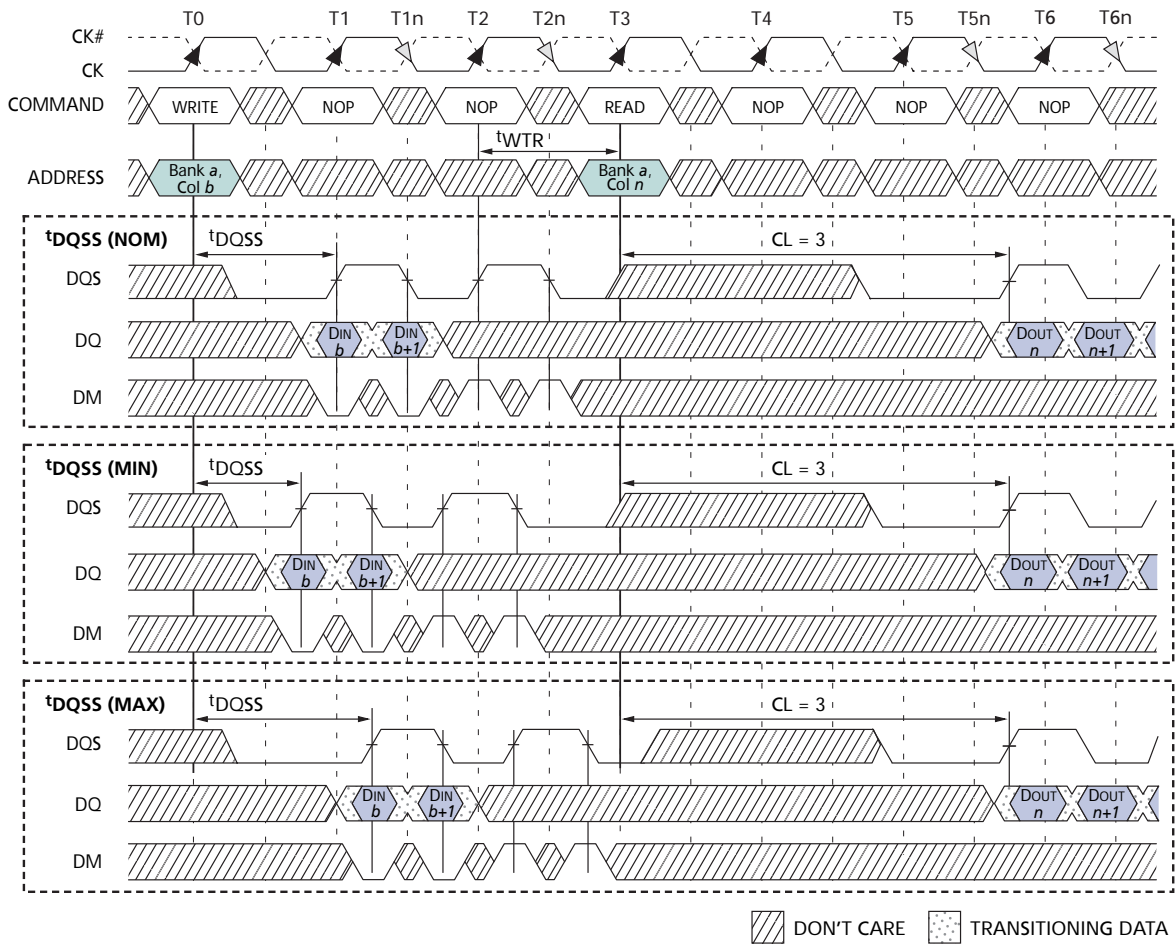 T0 T1 T1n T2 T2n T3 T4 T5 T5n T6 T6n
CK#
CK
COMMAND WRITE NOP NOP READ NOP NOP NOP
tWTR
ADDRESS Bank a, Col b Bank a, Col n
tDQSS (NOM) tDQSS CL = 3
DQS
DQ DIN b DIN b+1 DOUT n DOUT n+1
DM
tDQSS (MIN) tDQSS CL = 3
DQS
DQ DIN b DIN b+1 DOUT n DOUT n+1
DM
tDQSS (MAX) tDQSS CL = 3
DQS
DQ DIN b DIN b+1 DOUT n DOUT n+1
DM
DON'T CARE TRANSITIONING DATA